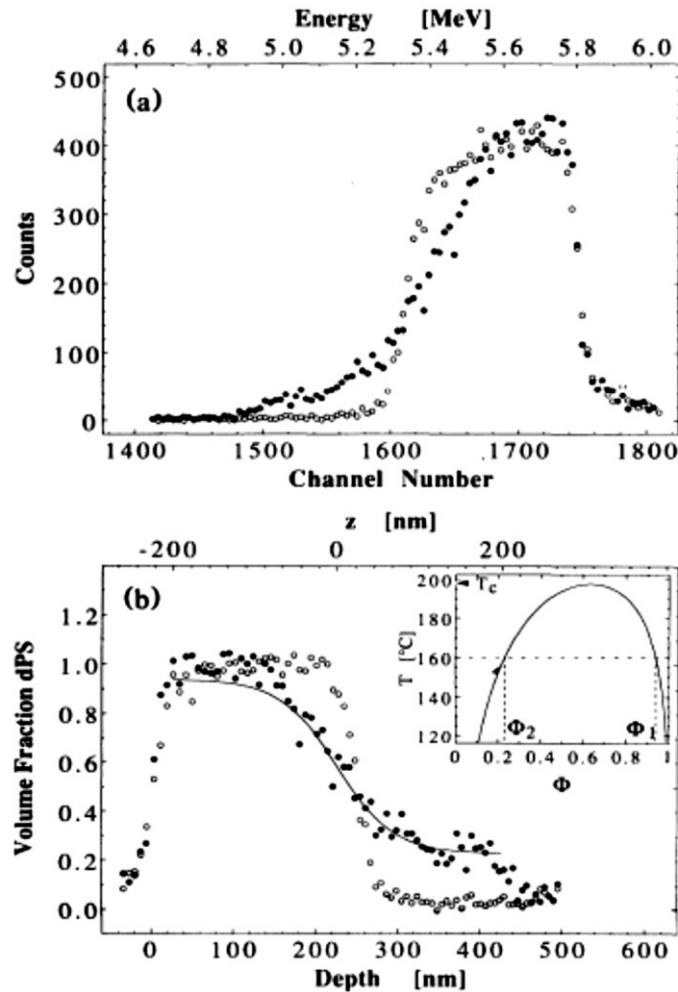 Energy [MeV]
4.6 4.8 5.0 5.2 5.4 5.6 5.8 6.0
(a)
500
400
300
200
100
0
Counts
1400 1500 1600 1700 1800
Channel Number
z [nm]
-200 0 200
(b)
1.2
1.0
0.8
0.6
0.4
0.2
0.0
Volume Fraction dPS
200
180
160
140
120
T [°C]
Tc
Φ2
Φ1
0 0.2 0.4 0.6 0.8 1
Φ
0 100 200 300 400 500 600
Depth [nm]